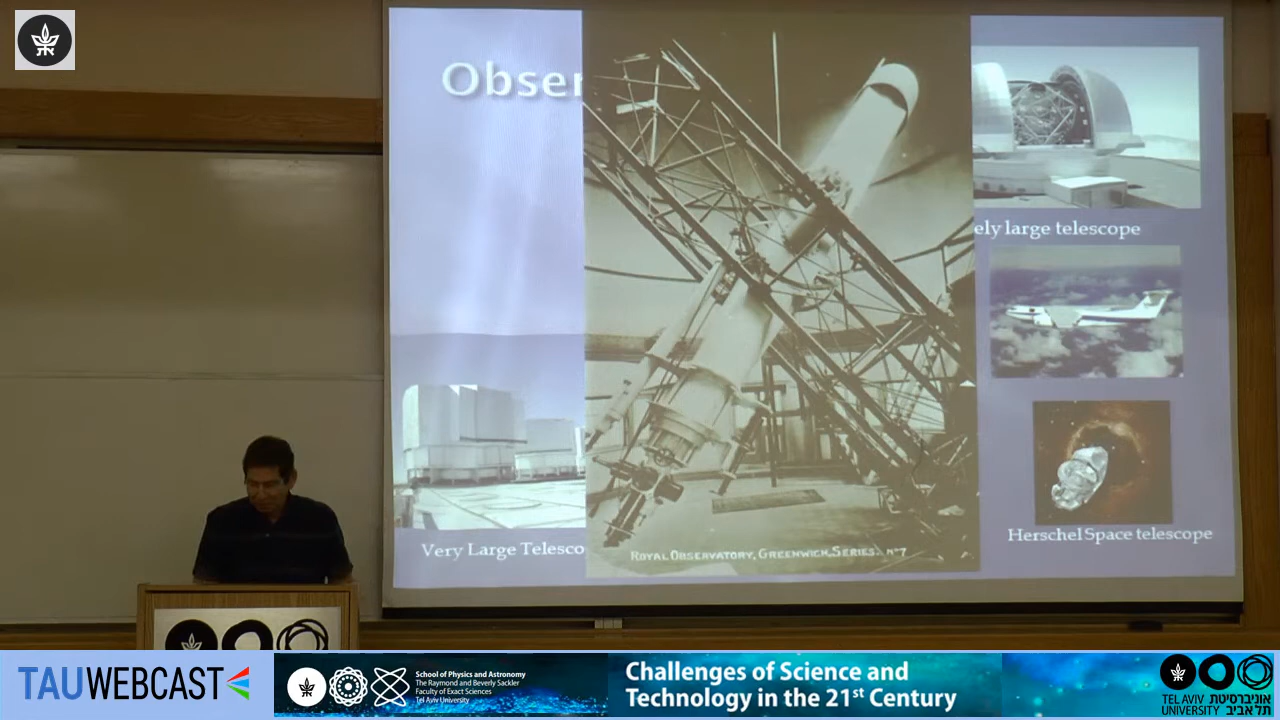 Obser
ely large telescope
Very Large Telesco
ROYAL OBSERVATORY, GREENWICH, SERIES. Nº7
Herschel Space telescope
TAUWEBCAST
School of Physics and Astronomy
The Raymond and Beverly Sackler
Faculty of Exact Sciences
Tel Aviv University
Challenges of Science and
Technology in the 21st Century
TEL AVIV אוניברסיטת
UNIVERSITY תל אביב